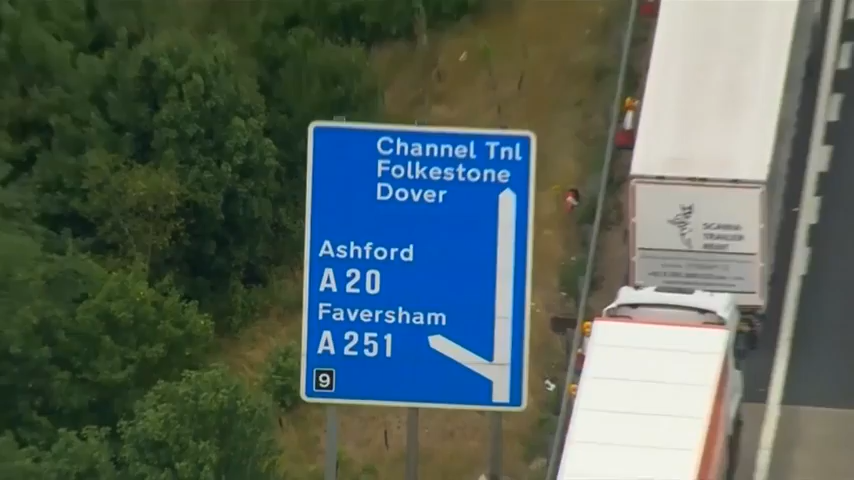 Channel Tnl
Folkestone
Dover
Ashford
A 20
Faversham
A 251
9